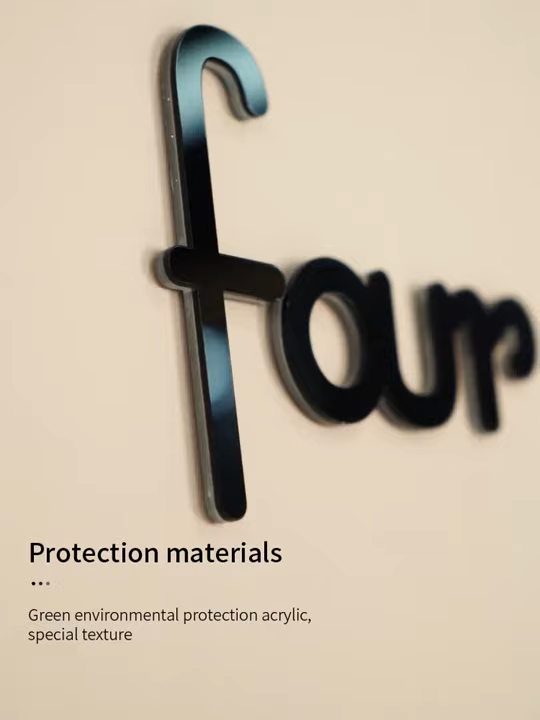 four
Protection materials
...
Green environmental protection acrylic,
special texture